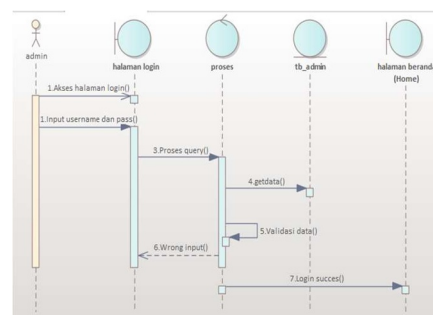 admin
halaman login
proses
tb_admin
halaman beranda
(Home)
1.Akses halaman login()
1.Input username dan pass()
3.Proses query()
4.getdata()
5.Validasi data()
6.Wrong input()
7.Login succes()